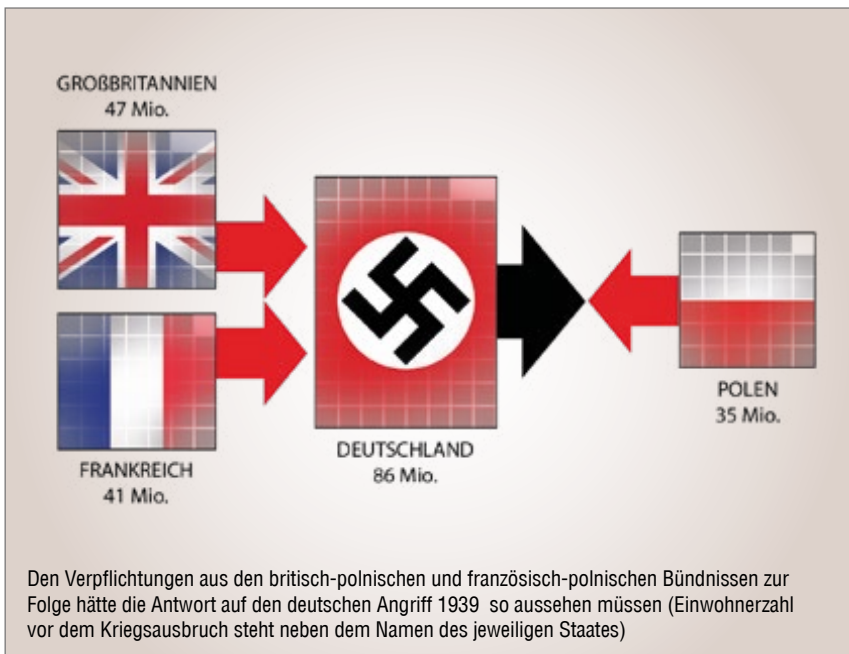 GROßBRITANNIEN
47 Mio.
FRANKREICH
41 Mio.
DEUTSCHLAND
86 Mio.
POLEN
35 Mio.
Den Verpflichtungen aus den britisch-polnischen und französisch-polnischen Bündnissen zur
Folge hätte die Antwort auf den deutschen Angriff 1939 so aussehen müssen (Einwohnerzahl
vor dem Kriegsausbruch steht neben dem Namen des jeweiligen Staates)